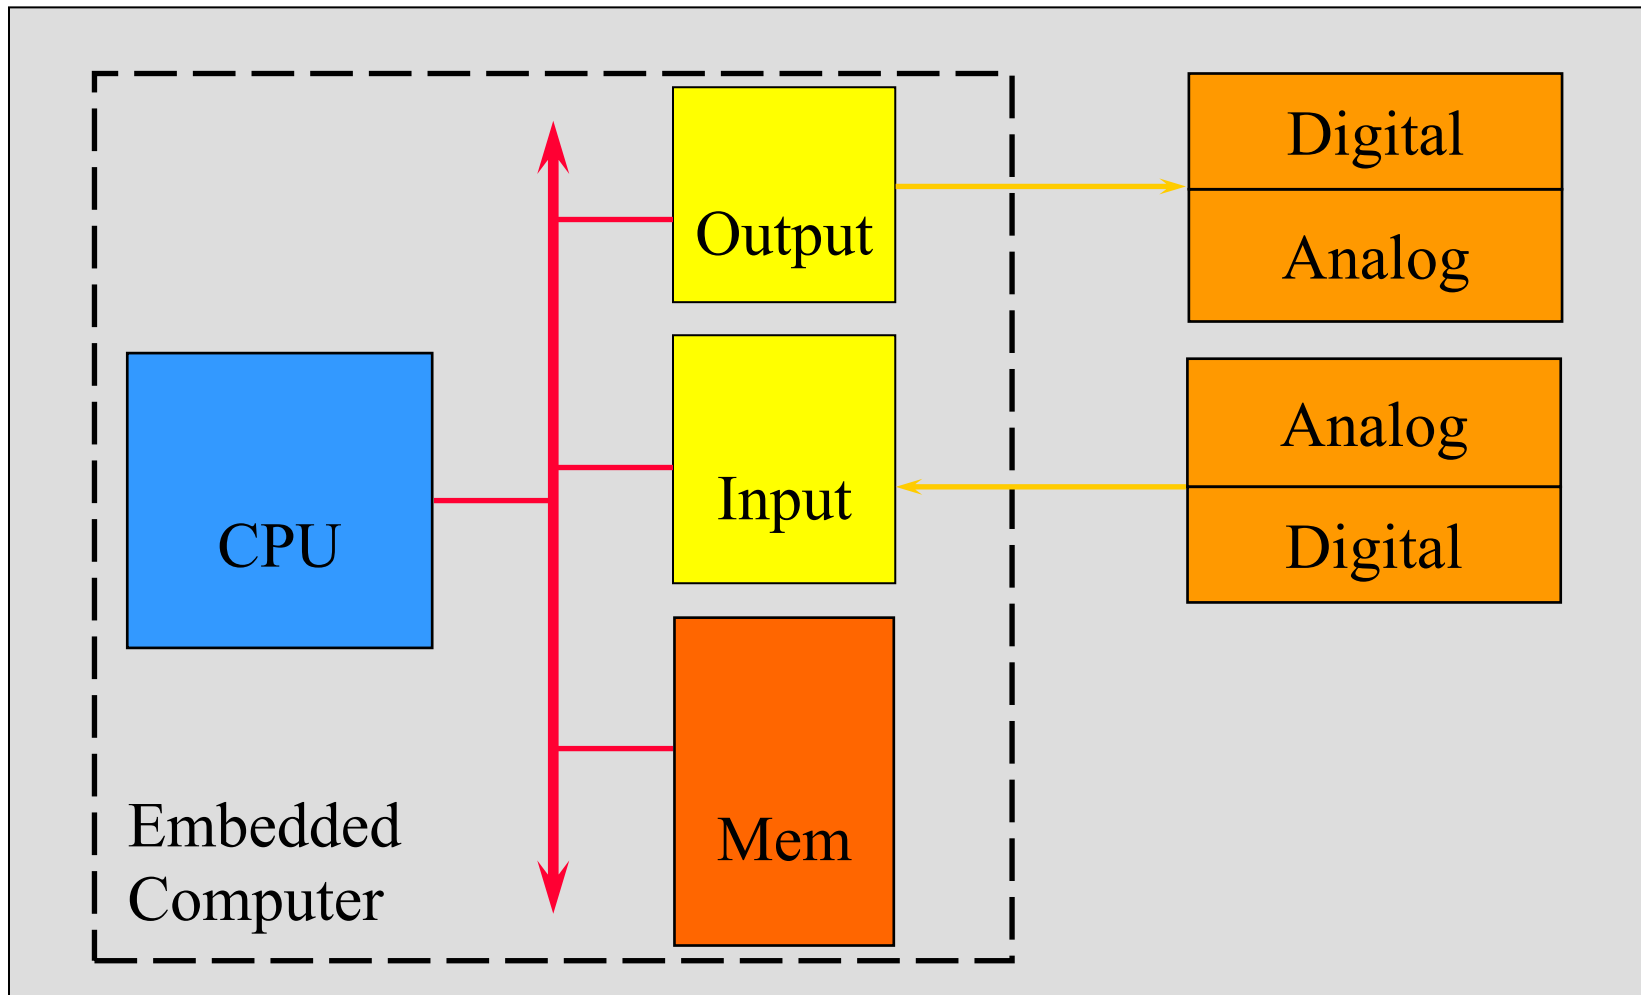 Digital
Output
Analog
Analog
Input
CPU
Digital
Mem
Embedded
Computer